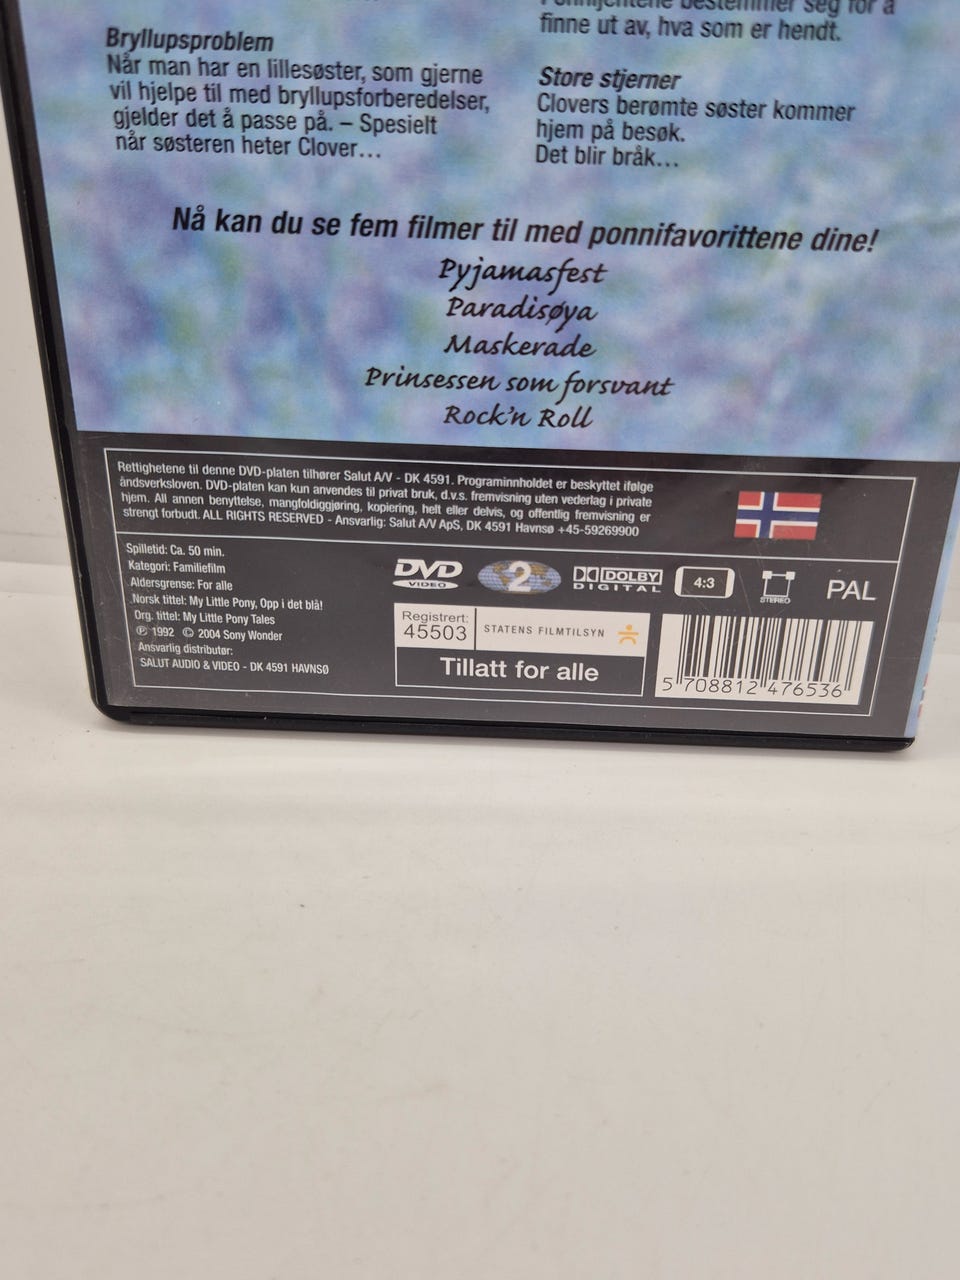 Bryllupsproblem
Når man har en lillesøster, som gjerne
vil hjelpe til med bryllupsforberedelser,
gjelder det å passe på. – Spesielt
når søsteren heter Clover...
Ponnijentene bestemmer seg for å
finne ut av, hva som er hendt.
Store stjerner
Clovers berømte søster kommer
hjem på besøk.
Det blir bråk...
Nå kan du se fem filmer til med ponnifavorittene dine!
Pyjamasfest
Paradisøya
Maskerade
Prinsessen som forsvant
Rock'n Roll
Rettighetene til denne DVD-platen tilhører Salut A/V - DK 4591. Programinnholdet er beskyttet ifølge
åndsverksloven. DVD-platen kan kun anvendes til privat bruk, d.v.s. fremvisning uten vederlag i private
hjem. All annen benyttelse, mangfoldiggjøring, kopiering, helt eller delvis, og offentlig fremvisning er
strengt forbudt. ALL RIGHTS RESERVED - Ansvarlig: Salut A/V ApS, DK 4591 Havnsø +45-59269900
Spilletid: Ca. 50 min.
Kategori: Familiefilm
Aldersgrense: For alle
Norsk tittel: My Little Pony, Opp i det blå!
Org. tittel: My Little Pony Tales
℗ 1992 © 2004 Sony Wonder
Ansvarlig distributør:
SALUT AUDIO & VIDEO - DK 4591 HAVNSØ
DVD
VIDEO
2
DOLBY
DIGITAL
4:3
STEREO
PAL
Registrert:
45503
STATENS FILMTILSYN
Tillatt for alle
5 708812 476536